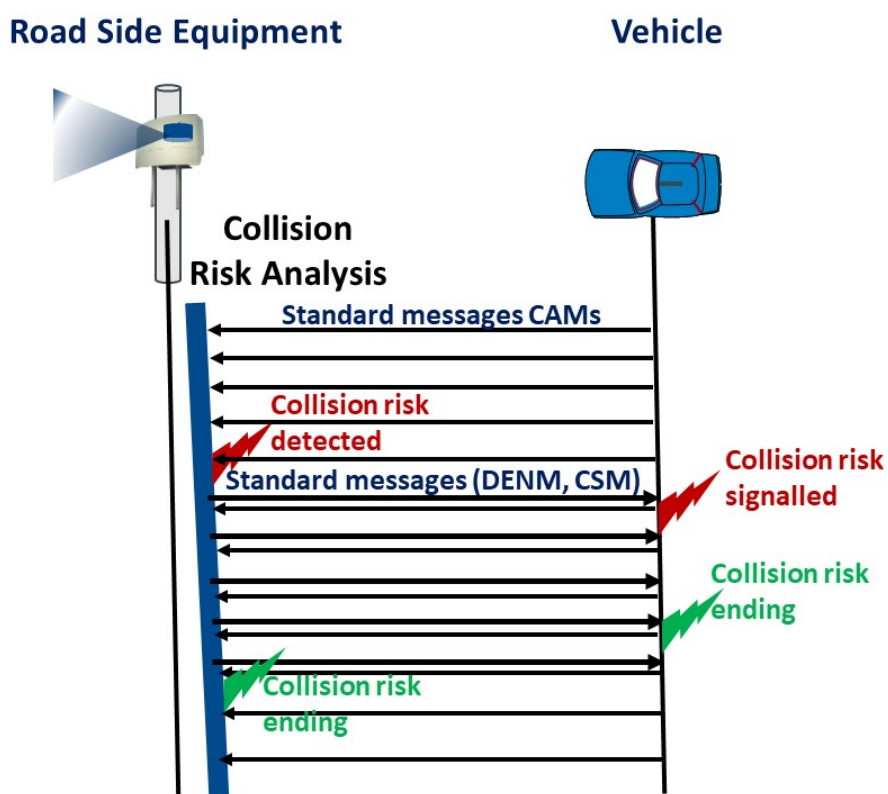 Road Side Equipment
Vehicle
Collision
Risk Analysis
Standard messages CAMs
Collision risk
detected
Standard messages (DENM, CSM)
Collision risk
signalled
Collision risk
ending
Collision risk
ending